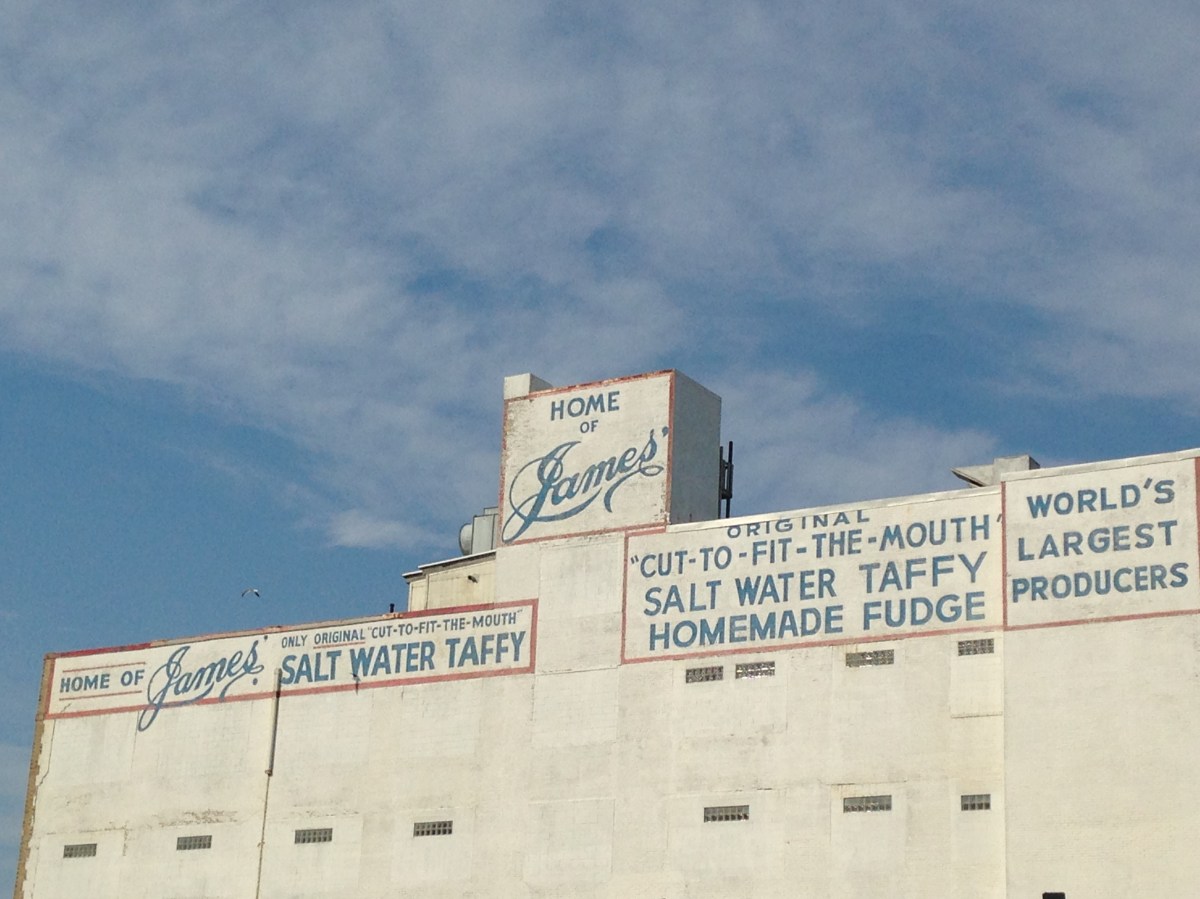 HOME
OF
James'
ORIGINAL
"CUT-TO-FIT-THE-MOUTH"
SALT WATER TAFFY
HOMEMADE FUDGE
WORLD'S
LARGEST
PRODUCERS
HOME OF James'
ONLY ORIGINAL "CUT-TO-FIT-THE-MOUTH"
SALT WATER TAFFY